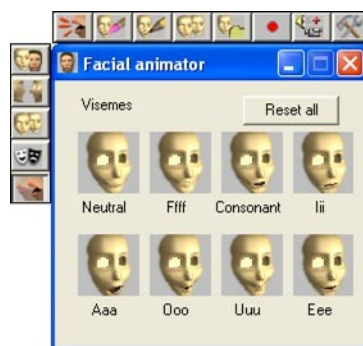 Facial animator
Visemes
Reset all
Neutral Ffff Consonant Iii
Aaa Ooo Uuu Eee